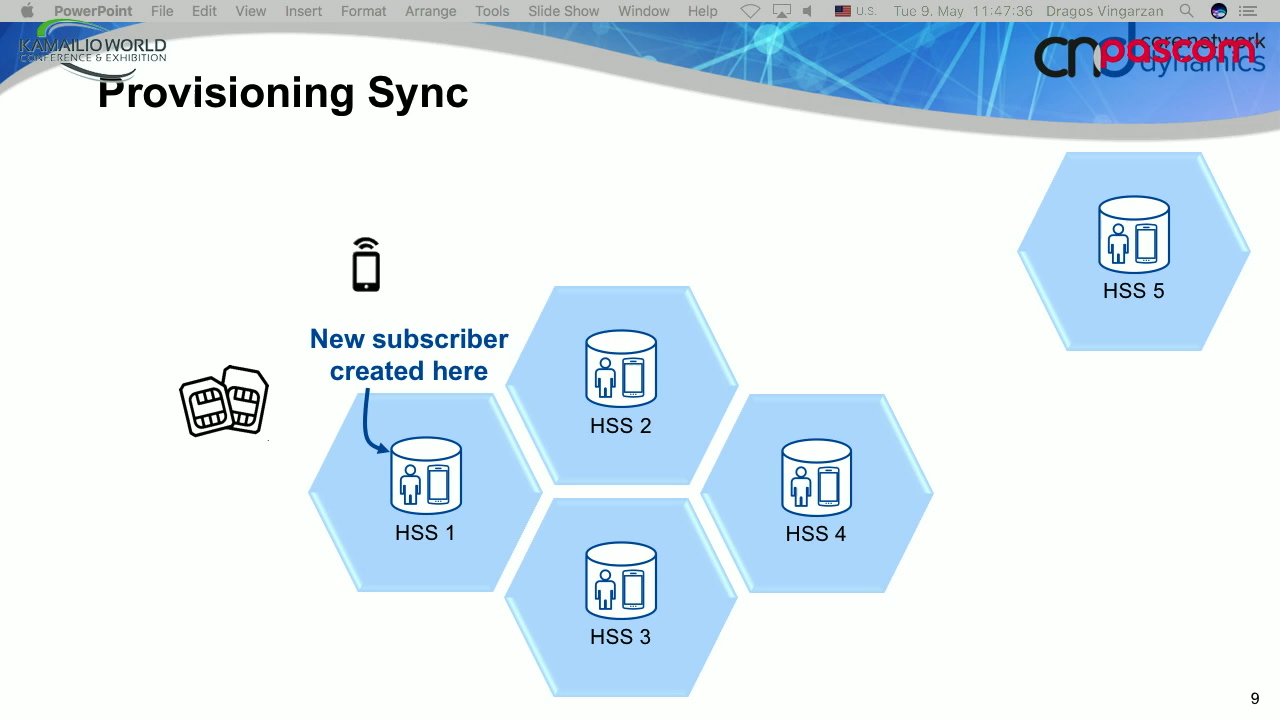 PowerPoint File Edit View Insert Format Arrange Tools Slide Show Window Help U.S. Tue 9. May 11:47:36 Dragos Vingarzan
KAMAILIO WORLD
CONFERENCE & EXHIBITION
core network
dynamics
cnd
pascom
Provisioning Sync
HSS 5
New subscriber
created here
HSS 2
HSS 1
HSS 4
HSS 3
9